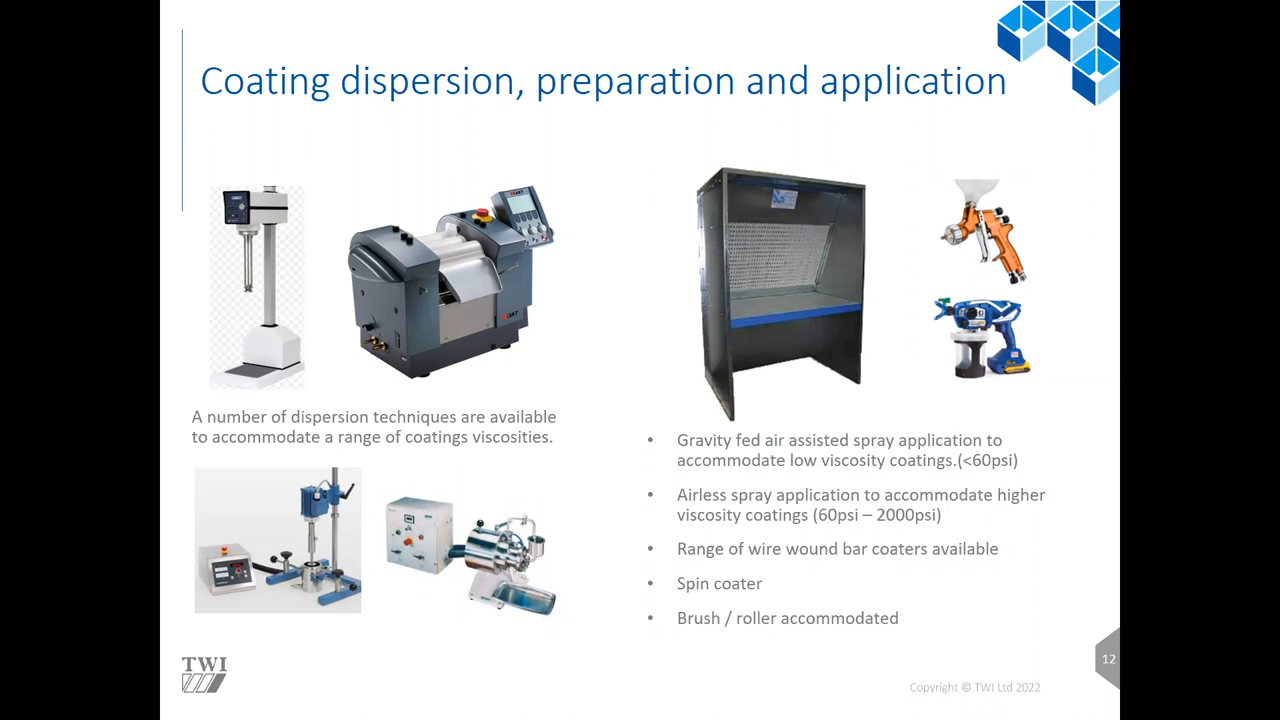 Coating dispersion, preparation and application
EXAKT
EXAKT
A number of dispersion techniques are available
to accommodate a range of coatings viscosities.
• Gravity fed air assisted spray application to
accommodate low viscosity coatings.(<60psi)
• Airless spray application to accommodate higher
viscosity coatings (60psi – 2000psi)
• Range of wire wound bar coaters available
• Spin coater
• Brush / roller accommodated
TWI
Copyright © TWI Ltd 2022
12